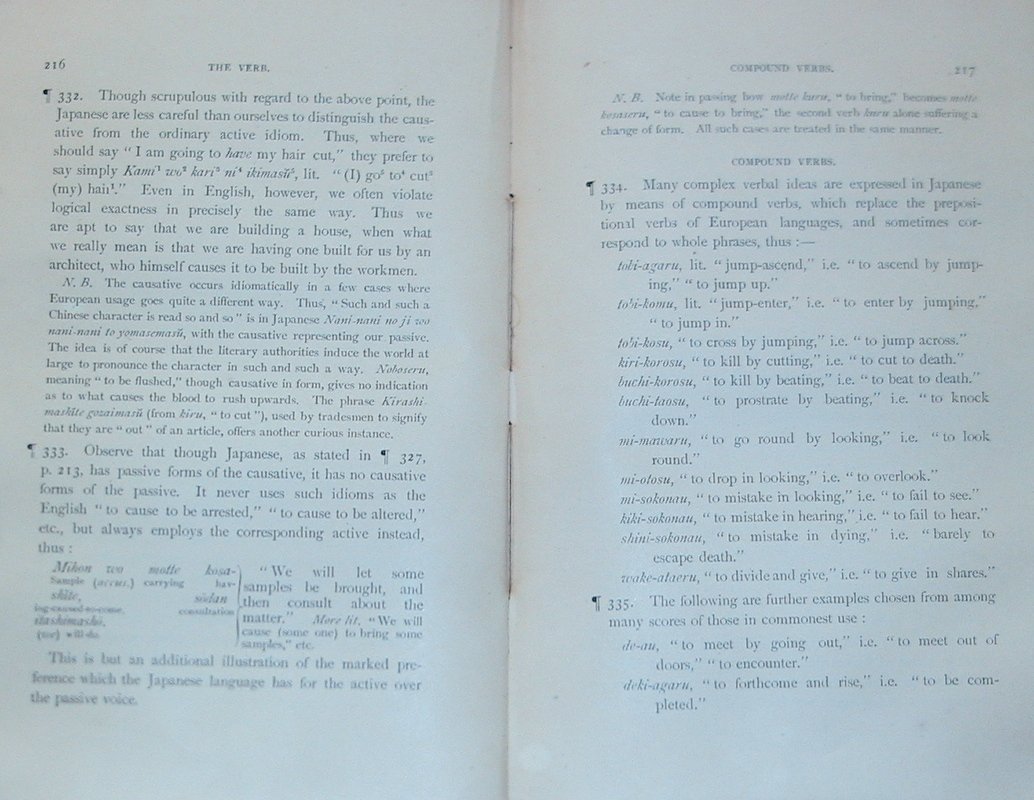 216
THE VERB.
¶ 332. Though scrupulous with regard to the above point, the
Japanese are less careful than ourselves to distinguish the caus-
ative from the ordinary active idiom. Thus, where we
should say “ I am going to have my hair cut,” they prefer to
say simply Kami¹ wo² kari³ ni⁴ ikimasŭ⁵, lit. “(I) go⁵ to⁴ cut³
(my) hair¹.” Even in English, however, we often violate
logical exactness in precisely the same way. Thus we
are apt to say that we are building a house, when what
we really mean is that we are having one built for us by an
architect, who himself causes it to be built by the workmen.
N. B. The causative occurs idiomatically in a few cases where
European usage goes quite a different way. Thus, “ Such and such a
Chinese character is read so and so ” is in Japanese Nani-nani no ji wo
nani-nani to yomasemasŭ, with the causative representing our passive.
The idea is of course that the literary authorities induce the world at
large to pronounce the character in such and such a way. Noboseru,
meaning “ to be flushed,” though causative in form, gives no indication
as to what causes the blood to rush upwards. The phrase Kirashi-
mashĭte gozaimasŭ (from kiru, “ to cut ”), used by tradesmen to signify
that they are “ out ” of an article, offers another curious instance.
¶ 333. Observe that though Japanese, as stated in ¶ 327,
p. 213, has passive forms of the causative, it has no causative
forms of the passive. It never uses such idioms as the
English “ to cause to be arrested,” “ to cause to be altered,”
etc., but always employs the corresponding active instead,
thus :
Mihon wo motte kosa-
Sample (accus.) carrying hav-
shĭte, sōdan
ing-caused-to-come, consultation
itashimashō.
(we) will-do.
“ We will let some
samples be brought, and
then consult about the
matter.” More lit. “ We will
cause (some one) to bring some
samples,” etc.
This is but an additional illustration of the marked pre-
ference which the Japanese language has for the active over
the passive voice.
COMPOUND VERBS.
217
N. B. Note in passing how motte kuru, “ to bring,” becomes motte
kosaseru, “ to cause to bring,” the second verb kuru alone suffering a
change of form. All such cases are treated in the same manner.
COMPOUND VERBS.
¶ 334. Many complex verbal ideas are expressed in Japanese
by means of compound verbs, which replace the preposi-
tional verbs of European languages, and sometimes cor-
respond to whole phrases, thus :—
tobi-agaru, lit. “ jump-ascend,” i.e. “ to ascend by jump-
ing,” “ to jump up.”
tobi-komu, lit. “ jump-enter,” i.e. “ to enter by jumping,”
“ to jump in.”
tobi-kosu, “ to cross by jumping,” i.e. “ to jump across.”
kiri-korosu, “ to kill by cutting,” i.e. “ to cut to death.”
buchi-korosu, “ to kill by beating,” i.e. “ to beat to death.”
buchi-taosu, “ to prostrate by beating,” i.e. “ to knock
down.”
mi-mawaru, “ to go round by looking,” i.e. “ to look
round.”
mi-otosu, “ to drop in looking,” i.e. “ to overlook.”
mi-sokonau, “ to mistake in looking,” i.e. “ to fail to see.”
kiki-sokonau, “ to mistake in hearing,” i.e. “ to fail to hear.”
shini-sokonau, “ to mistake in dying,” i.e. “ barely to
escape death.”
wake-ataeru, “ to divide and give,” i.e. “ to give in shares.”
¶ 335. The following are further examples chosen from among
many scores of those in commonest use :
de-au, “ to meet by going out,” i.e. “ to meet out of
doors,” “ to encounter.”
deki-agaru, “ to forthcome and rise,” i.e. “ to be com-
pleted.”